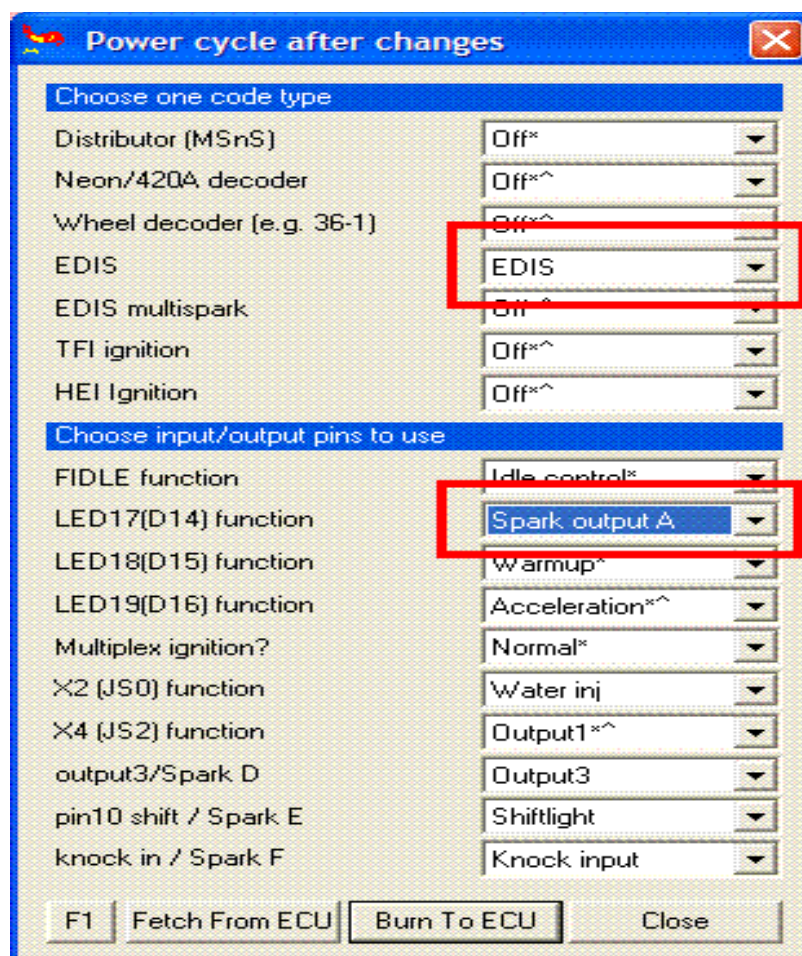 Power cycle after changes
Choose one code type
Distributor (MSnS) Off*
Neon/420A decoder Off*^
Wheel decoder (e.g. 36-1) Off*^
EDIS EDIS
EDIS multispark Off*^
TFI ignition Off*^
HEI Ignition Off*^
Choose input/output pins to use
FIDLE function Idle control*
LED17(D14) function Spark output A
LED18(D15) function Warmup*
LED19(D16) function Acceleration*^
Multiplex ignition? Normal*
X2 (JS0) function Water inj
X4 (JS2) function Output1*^
output3/Spark D Output3
pin10 shift / Spark E Shiftlight
knock in / Spark F Knock input
F1 Fetch From ECU Burn To ECU Close